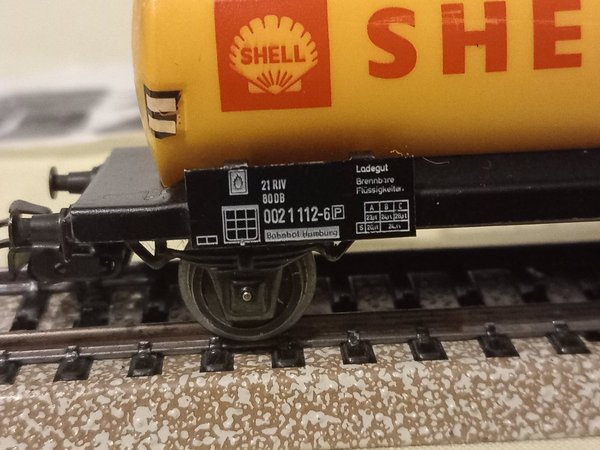 SHELL
SHE
21 RIV
80 DB
002 1 112-6 P
Bahnhof Hamburg
Ladegut
Brennbare
Flüssigkeiten
A B C
S